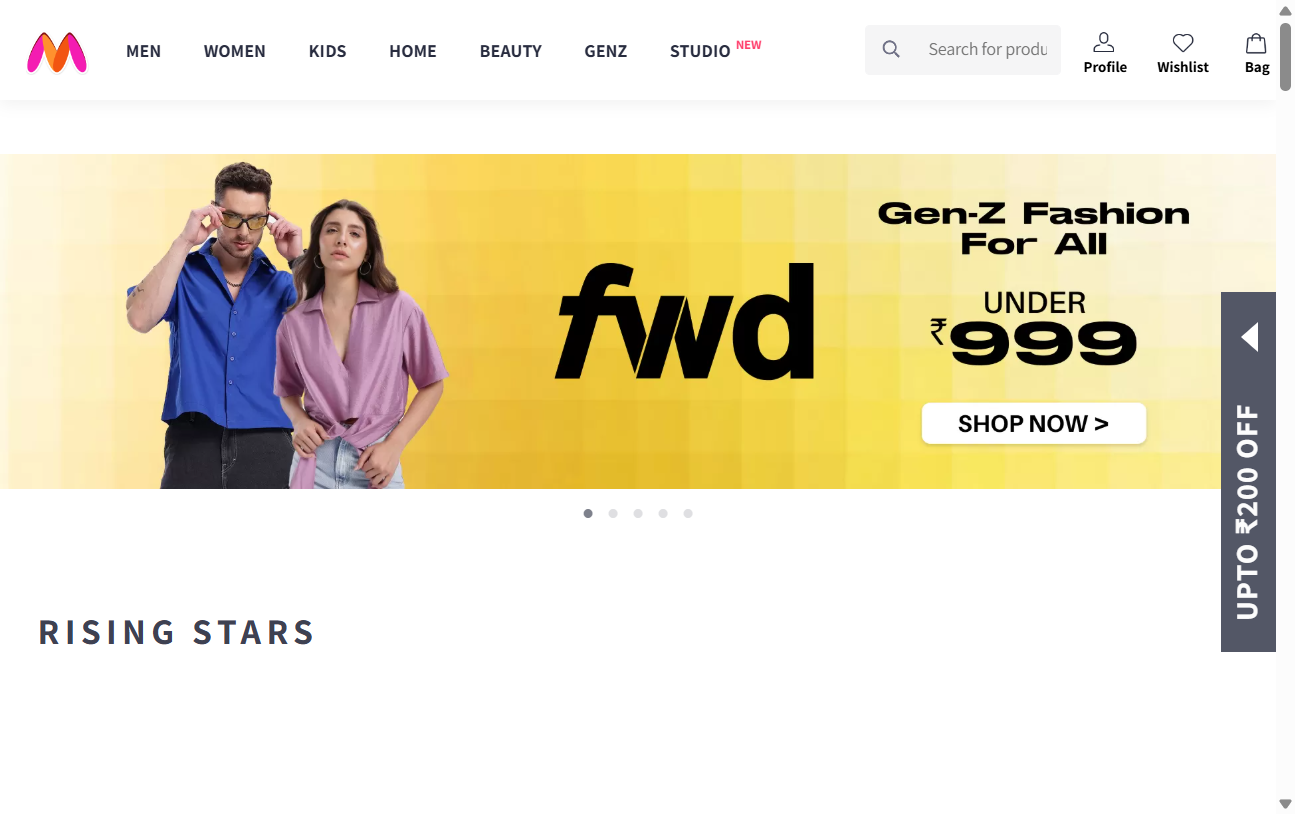 MEN WOMEN KIDS HOME BEAUTY GENZ STUDIO NEW
Search for produ
Profile Wishlist Bag
Gen-Z Fashion
For All
fwd
UNDER
₹999
SHOP NOW >
UPTO ₹200 OFF
RISING STARS